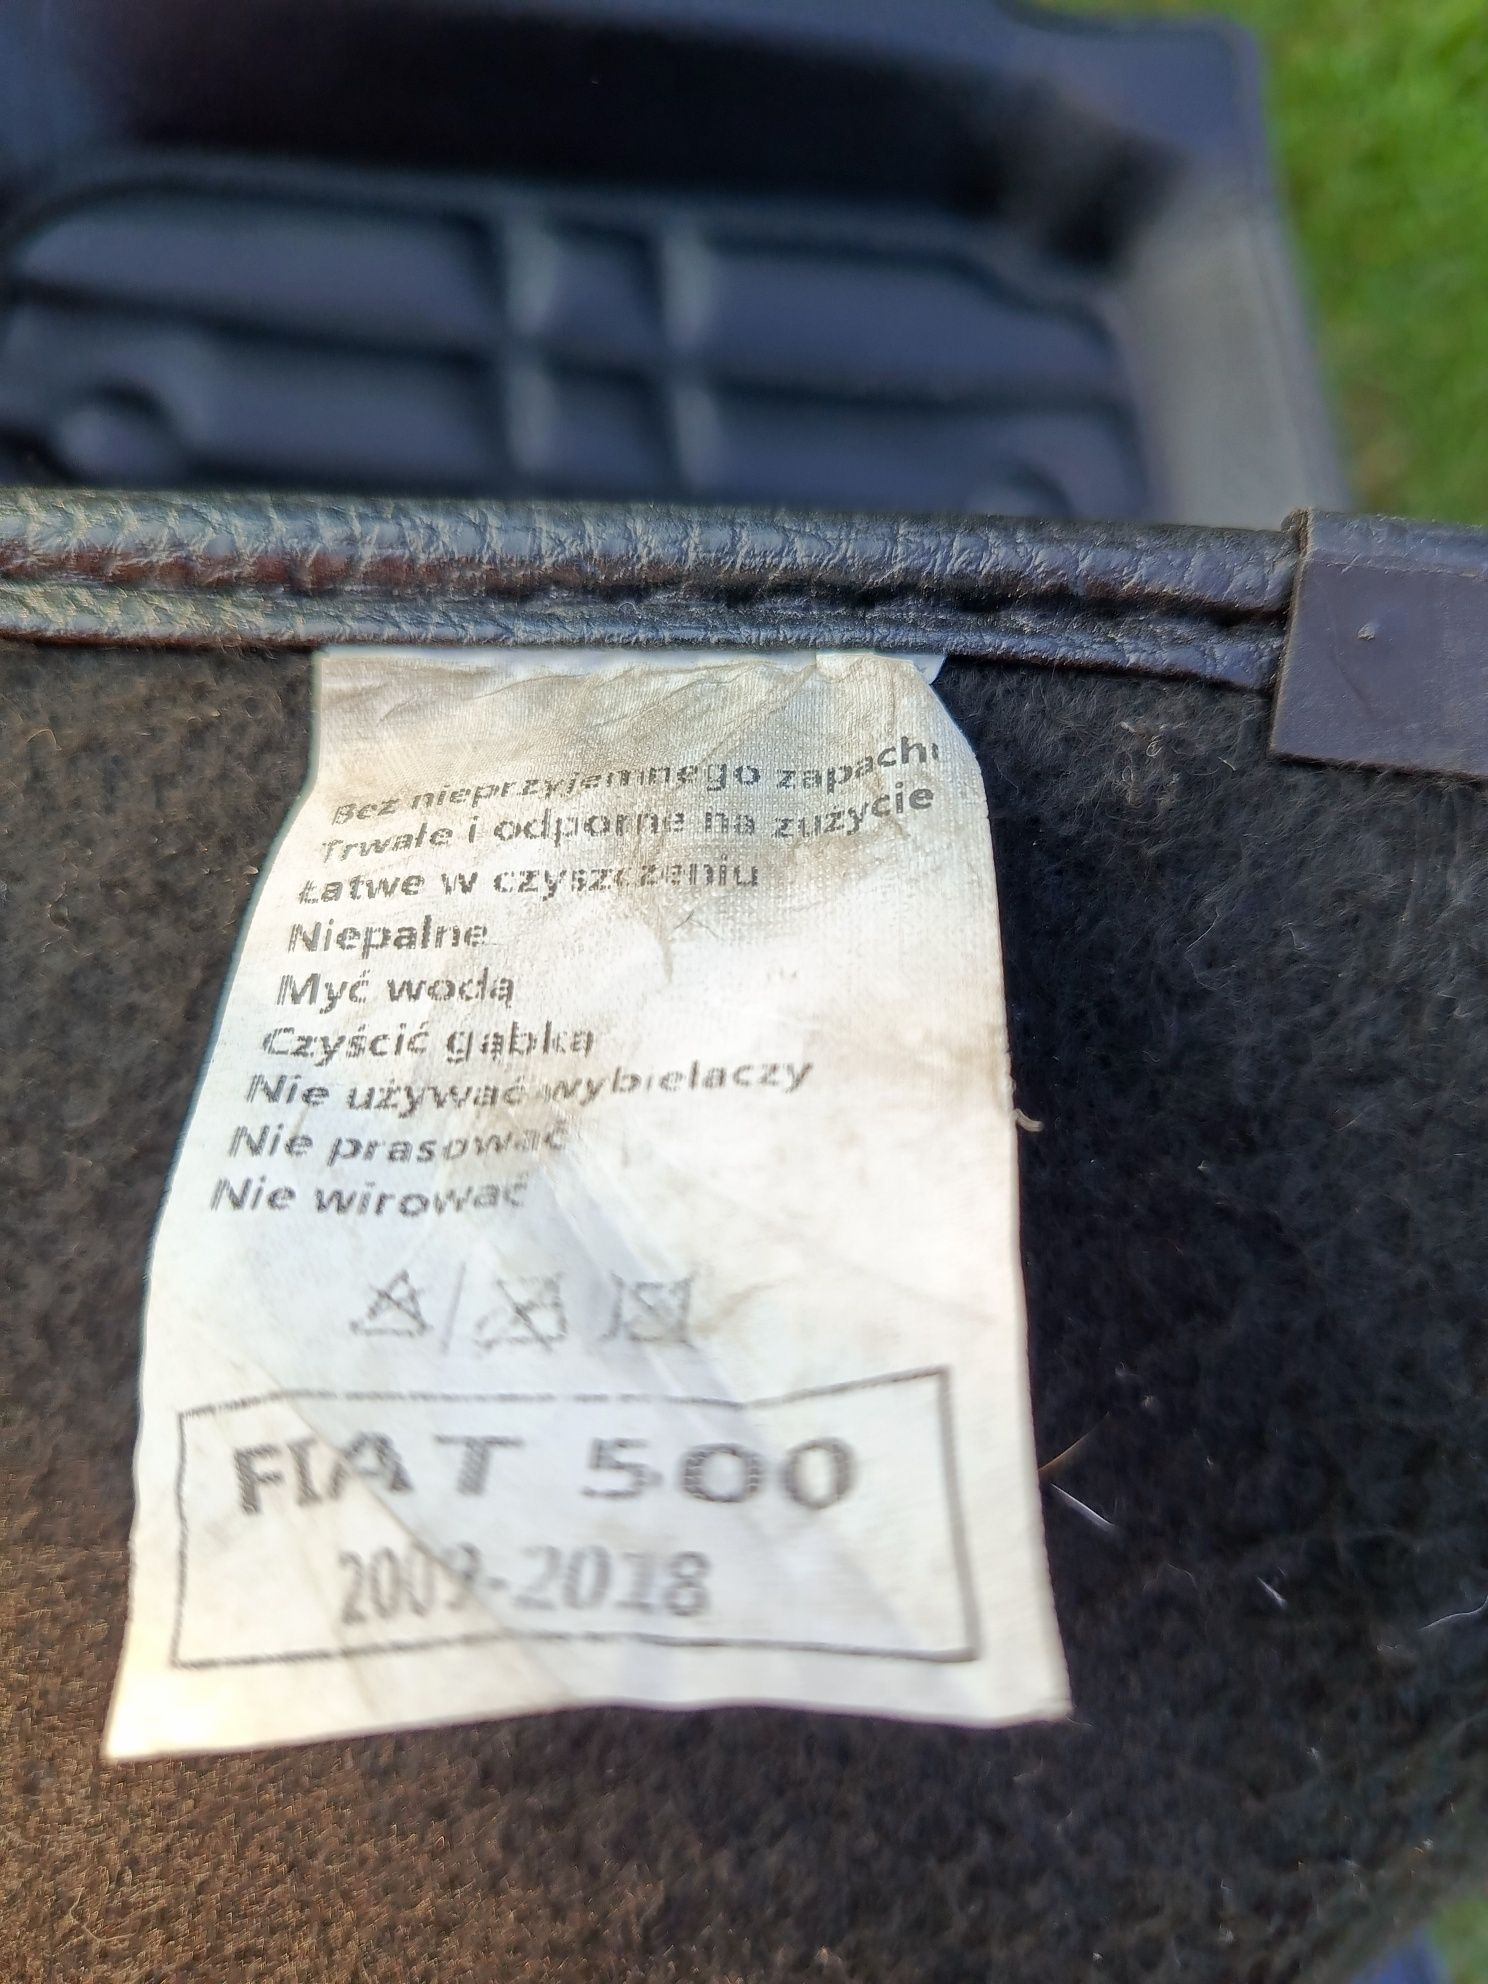 Bez nieprzyjemnego zapachu
Trwałe i odporne na zużycie
Łatwe w czyszczeniu
Niepalne
Myć wodą
Czyścić gąbką
Nie używać wybielaczy
Nie prasować
Nie wirować
FIAT 500
2009-2018